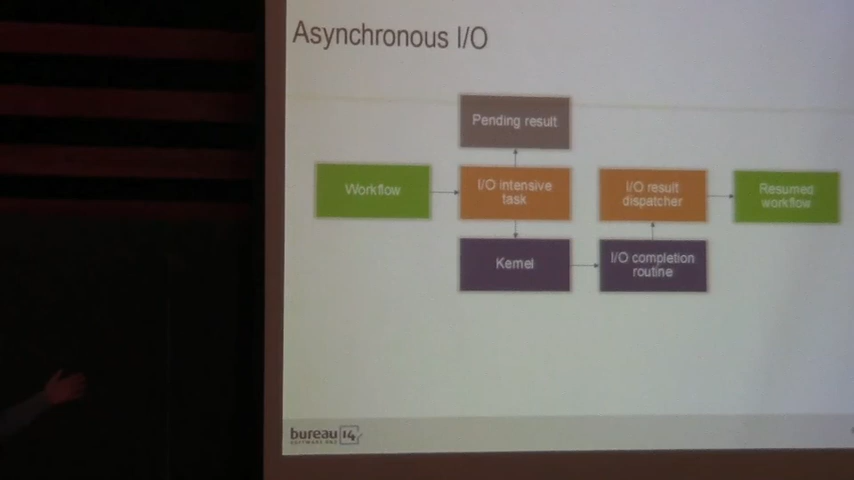 Asynchronous I/O
Pending result
Workflow
I/O intensive
task
I/O result
dispatcher
Resumed
workflow
Kernel
I/O completion
routine
bureau 14